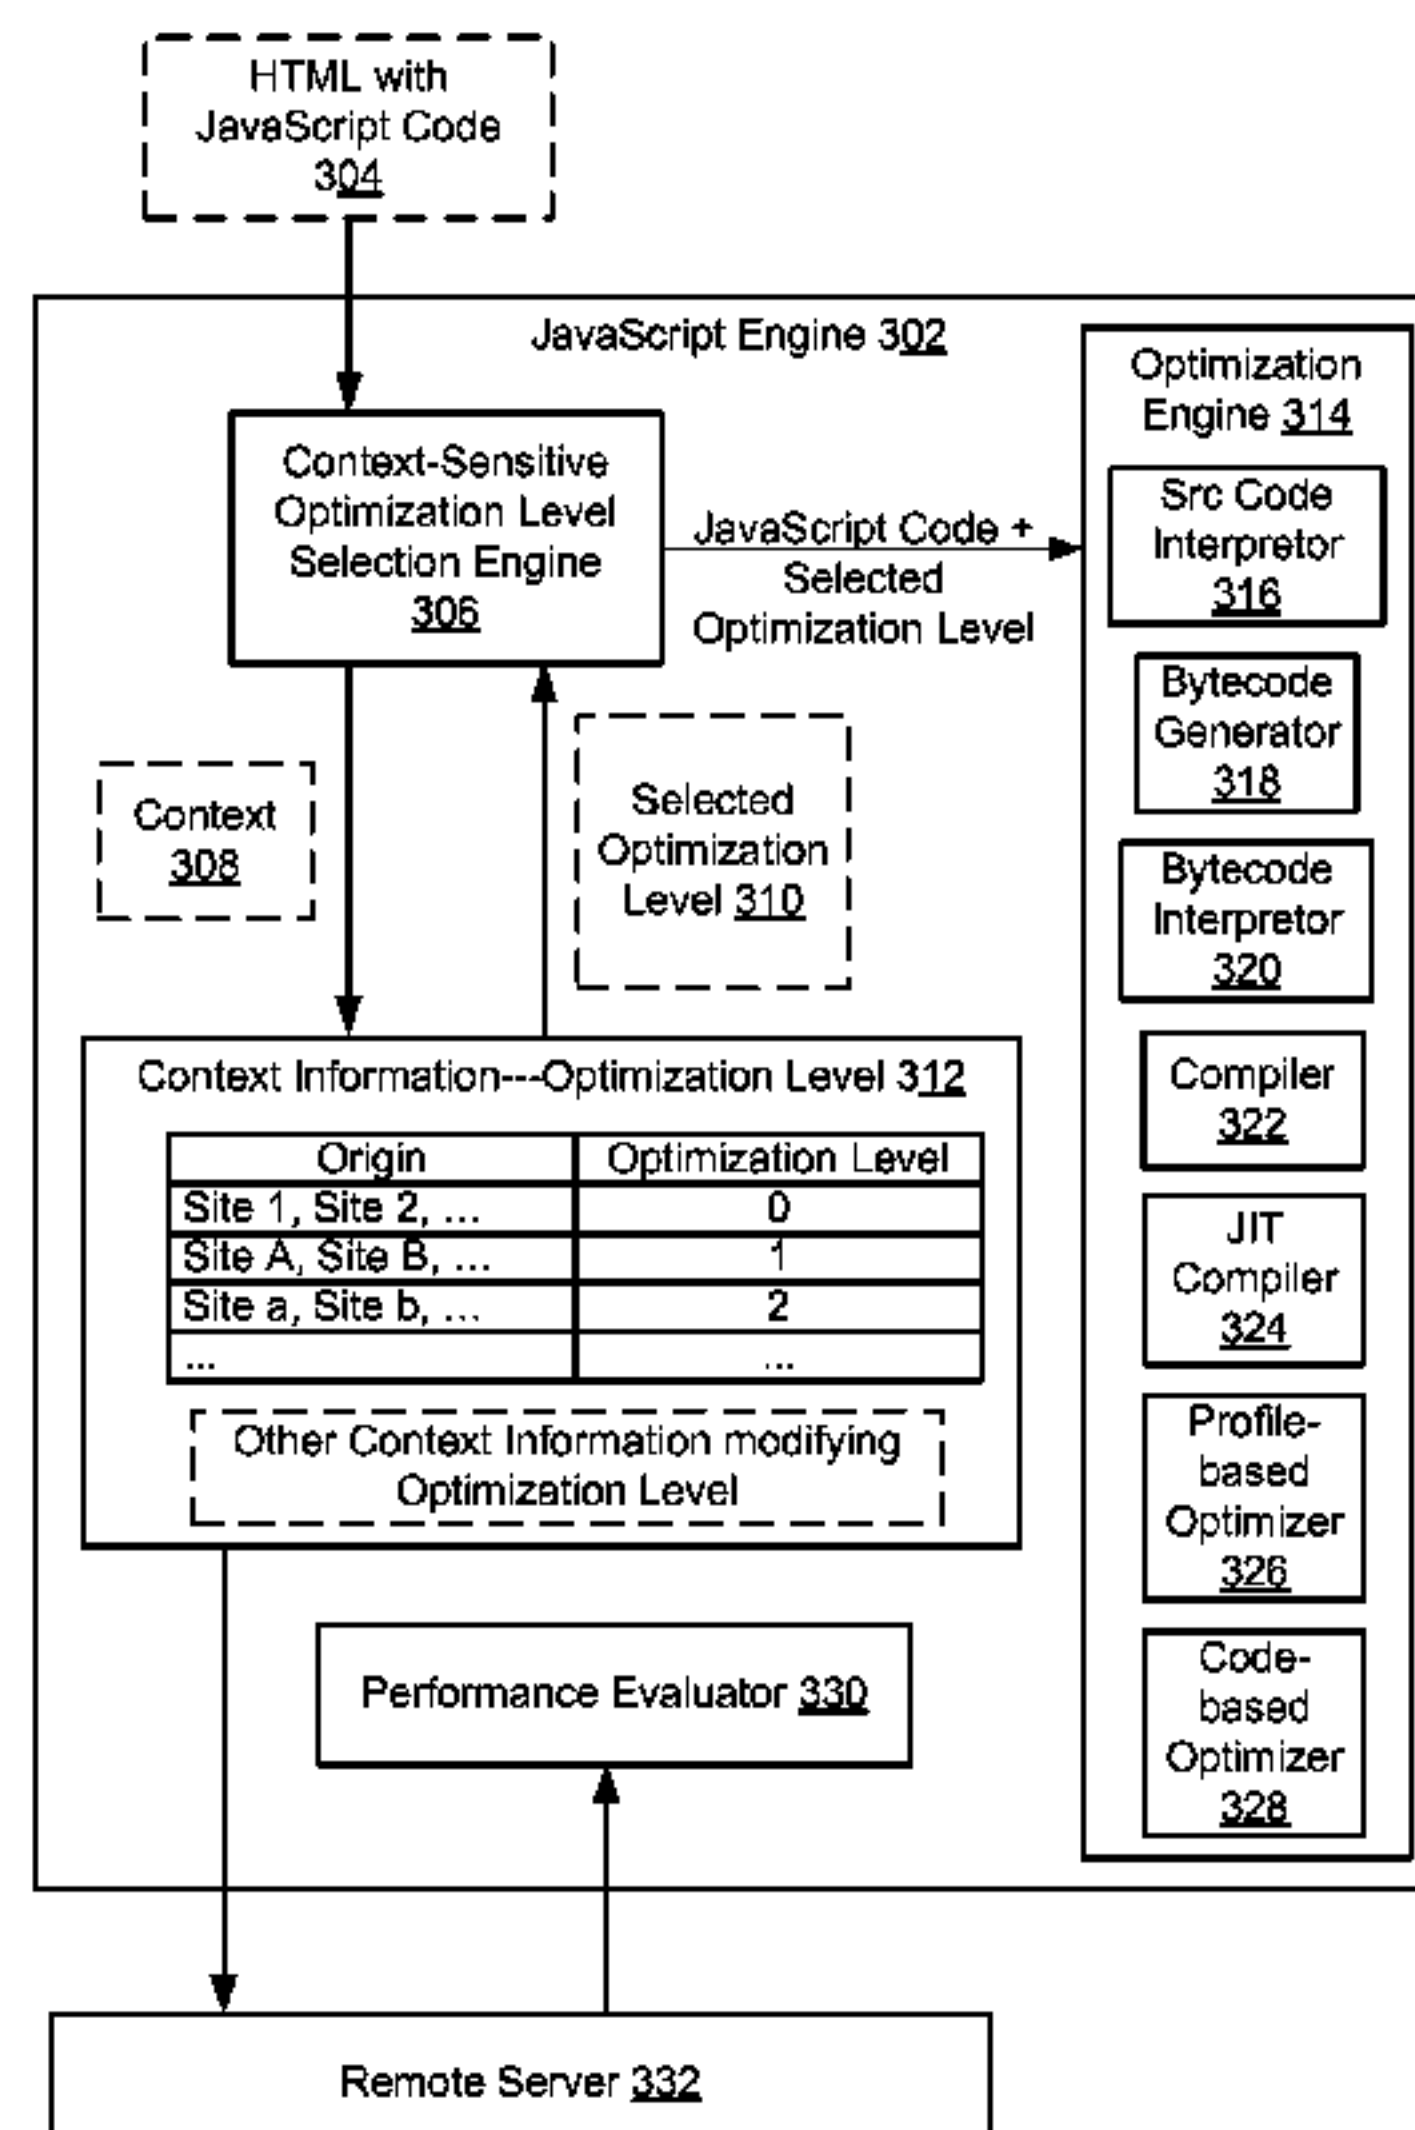 HTML with
JavaScript Code
304
JavaScript Engine 302
Context-Sensitive
Optimization Level
Selection Engine
306
JavaScript Code +
Selected
Optimization Level
Context
308
Selected
Optimization
Level 310
Context Information---Optimization Level 312
Origin Optimization Level
Site 1, Site 2, ... 0
Site A, Site B, ... 1
Site a, Site b, ... 2
... ...
Other Context Information modifying
Optimization Level
Performance Evaluator 330
Optimization
Engine 314
Src Code
Interpretor
316
Bytecode
Generator
318
Bytecode
Interpretor
320
Compiler
322
JIT
Compiler
324
Profile-
based
Optimizer
326
Code-
based
Optimizer
328
Remote Server 332